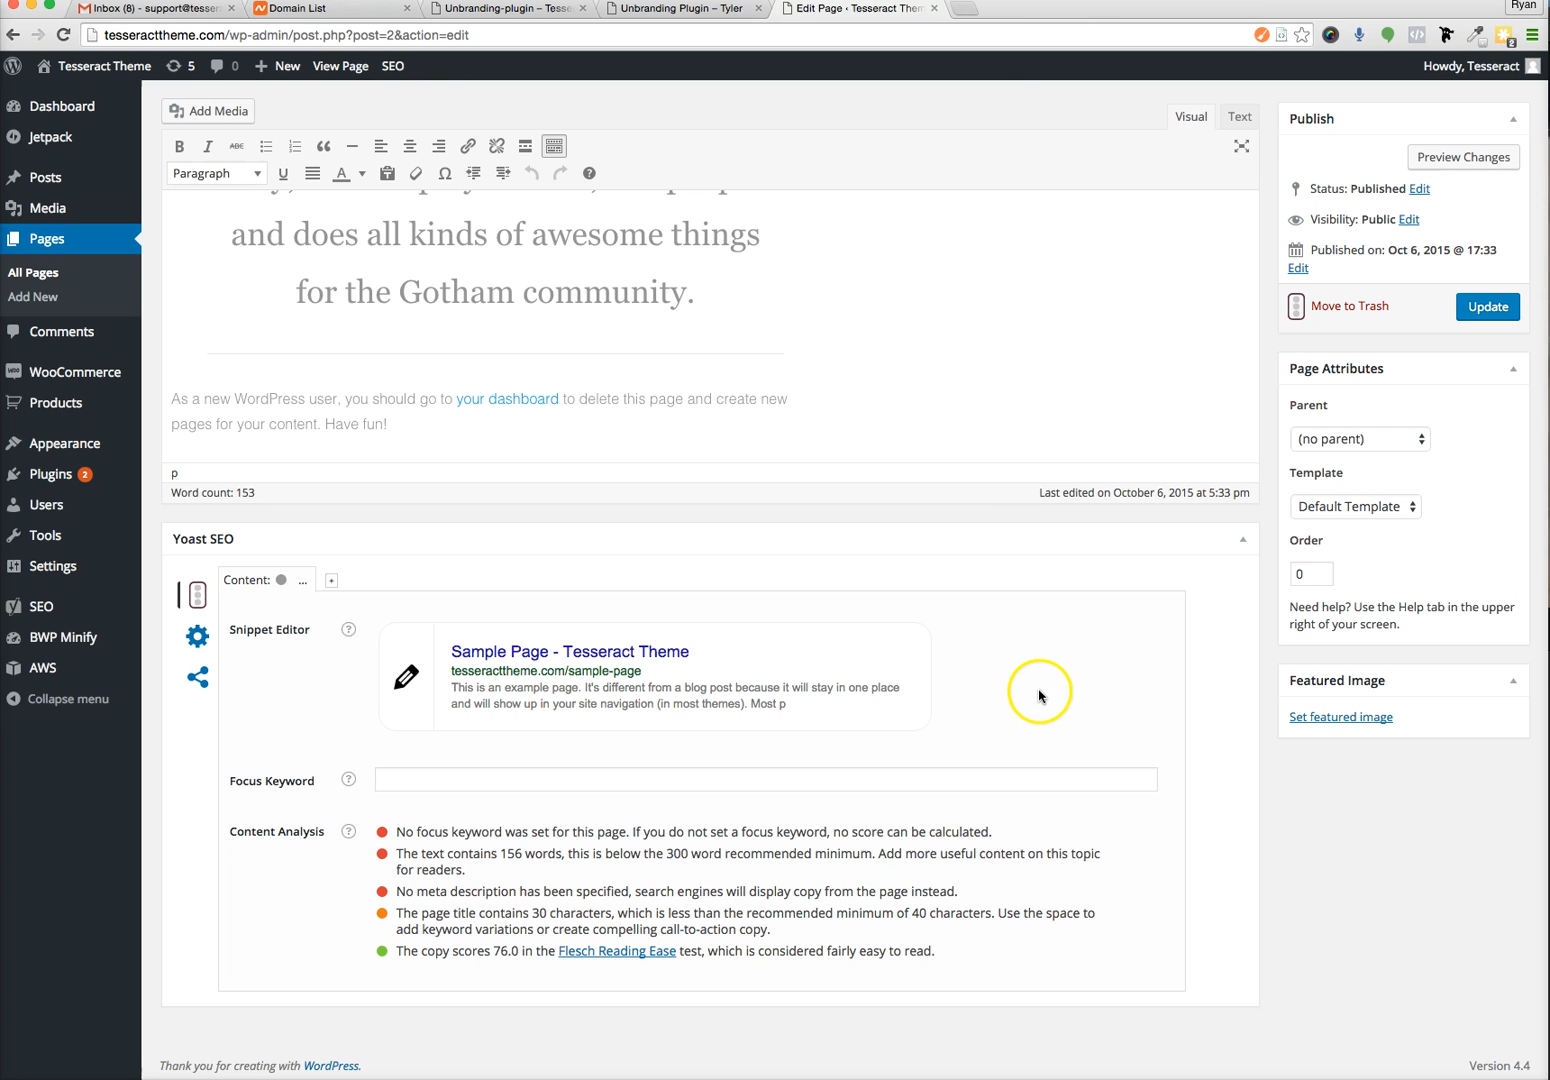 Inbox (8) - support@tesser
Domain List
Unbranding-plugin – Tesse
Unbranding Plugin – Tyler
Edit Page ‹ Tesseract Them
Ryan
tesseracttheme.com/wp-admin/post.php?post=2&action=edit
2
Tesseract Theme
5
0
New
View Page
SEO
Howdy, Tesseract
Dashboard
Jetpack
Posts
Media
Pages
All Pages
Add New
Comments
WooCommerce
Products
Appearance
Plugins 2
Users
Tools
Settings
SEO
BWP Minify
AWS
Collapse menu
Add Media
Visual
Text
B I ABC
Paragraph
U
A
Ω
and does all kinds of awesome things
for the Gotham community.
As a new WordPress user, you should go to your dashboard to delete this page and create new
pages for your content. Have fun!
p
Word count: 153
Last edited on October 6, 2015 at 5:33 pm
Yoast SEO
Content: ...
+
Snippet Editor ?
Sample Page - Tesseract Theme
tesseracttheme.com/sample-page
This is an example page. It's different from a blog post because it will stay in one place
and will show up in your site navigation (in most themes). Most p
Focus Keyword ?
Content Analysis ?
No focus keyword was set for this page. If you do not set a focus keyword, no score can be calculated.
The text contains 156 words, this is below the 300 word recommended minimum. Add more useful content on this topic
for readers.
No meta description has been specified, search engines will display copy from the page instead.
The page title contains 30 characters, which is less than the recommended minimum of 40 characters. Use the space to
add keyword variations or create compelling call-to-action copy.
The copy scores 76.0 in the Flesch Reading Ease test, which is considered fairly easy to read.
Publish
Preview Changes
Status: Published Edit
Visibility: Public Edit
Published on: Oct 6, 2015 @ 17:33
Edit
Move to Trash
Update
Page Attributes
Parent
(no parent)
Template
Default Template
Order
0
Need help? Use the Help tab in the upper
right of your screen.
Featured Image
Set featured image
Thank you for creating with WordPress.
Version 4.4